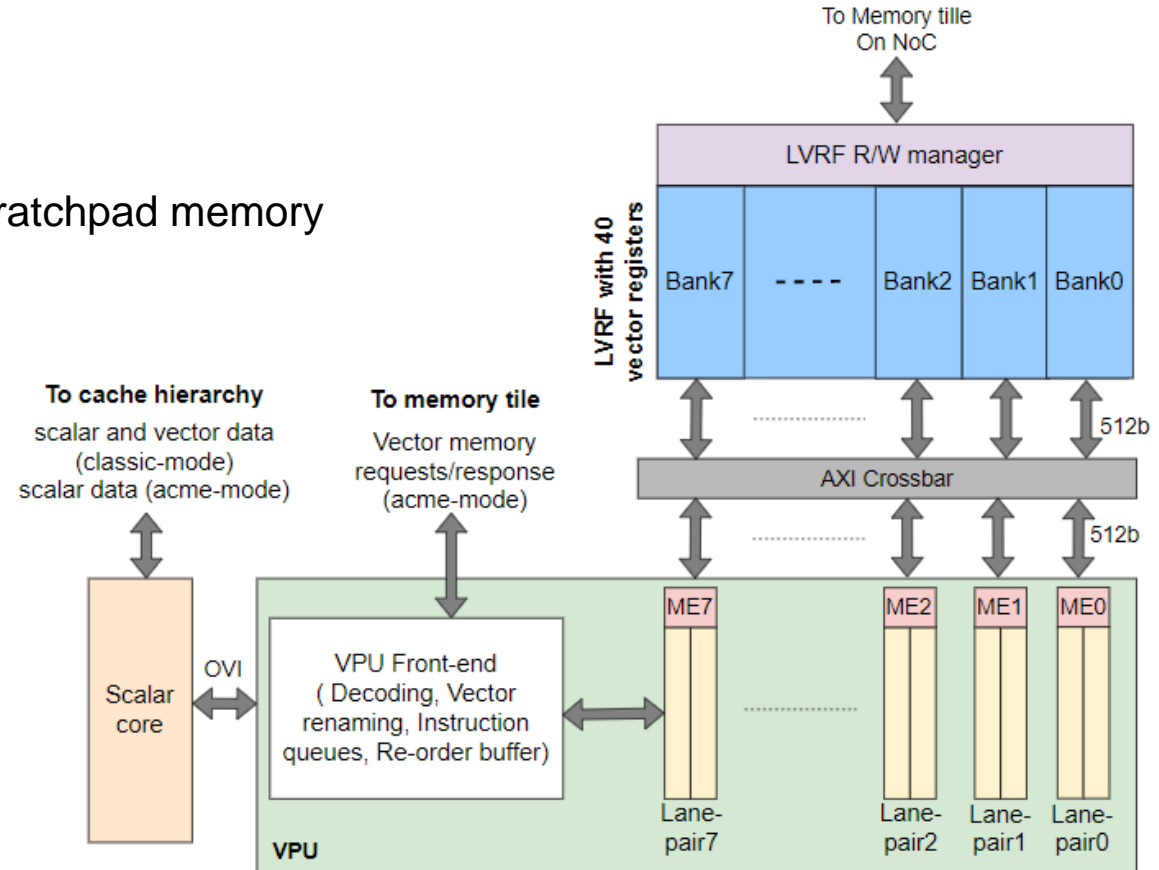 To Memory tille
On NoC
LVRF R/W manager
ratchpad memory
LVRF with 40
vector registers
Bank7
- - - -
Bank2
Bank1
Bank0
To cache hierarchy
scalar and vector data
(classic-mode)
scalar data (acme-mode)
To memory tile
Vector memory
requests/response
(acme-mode)
512b
AXI Crossbar
512b
ME7
ME2
ME1
ME0
Scalar
core
OVI
VPU Front-end
( Decoding, Vector
renaming, Instruction
queues, Re-order buffer)
Lane-
pair7
Lane-
pair2
Lane-
pair1
Lane-
pair0
VPU